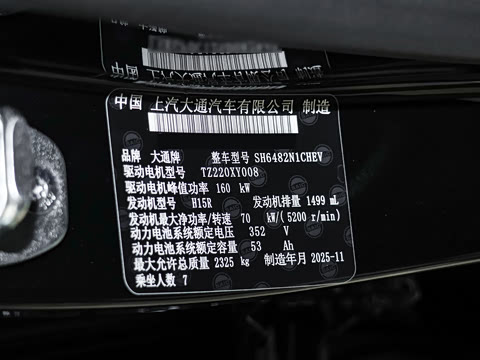 中国 上汽大通汽车有限公司 制造
品牌 大通牌 整车型号 SH6482N1CHEV
驱动电机型号 TZ220XY008
驱动电机峰值功率 160 kW
发动机型号 H15R 发动机排量 1499 mL
发动机最大净功率/转速 70 kW/(5200 r/min)
动力电池系统额定电压 352 V
动力电池系统额定容量 53 Ah
最大允许总质量 2325 kg 制造年月 2025-11
乘坐人数 7